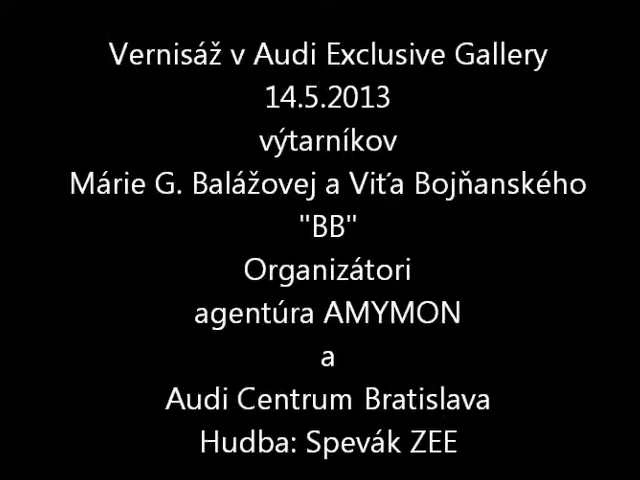 Vernisáž v Audi Exclusive Gallery
14.5.2013
výtarníkov
Márie G. Balážovej a Viťa Bojňanského
"BB"
Organizátori
agentúra AMYMON
a
Audi Centrum Bratislava
Hudba: Spevák ZEE